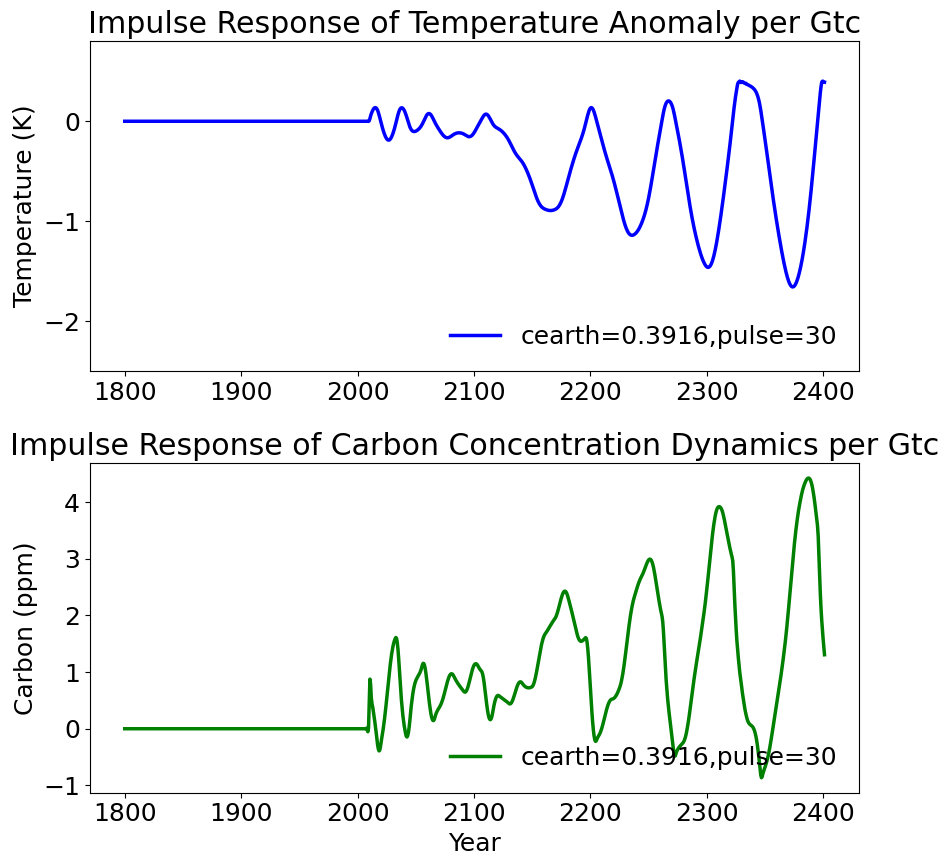 Impulse Response of Temperature Anomaly per Gtc
Temperature (K)
0
−1
−2
cearth=0.3916,pulse=30
1800 1900 2000 2100 2200 2300 2400
Impulse Response of Carbon Concentration Dynamics per Gtc
Carbon (ppm)
4
3
2
1
0
−1
cearth=0.3916,pulse=30
1800 1900 2000 2100 2200 2300 2400
Year